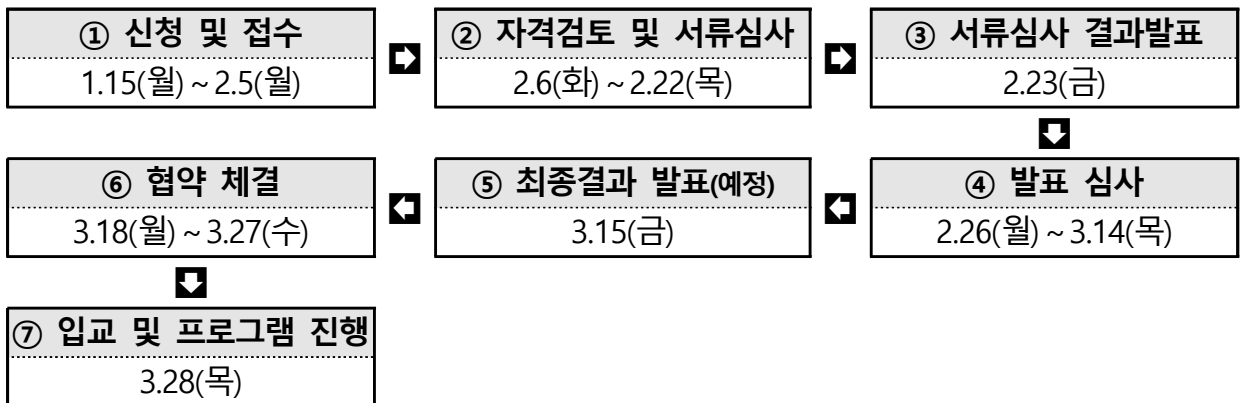 ① 신청 및 접수
1.15(월) ~ 2.5(월)
② 자격검토 및 서류심사
2.6(화) ~ 2.22(목)
③ 서류심사 결과발표
2.23(금)
④ 발표 심사
2.26(월) ~ 3.14(목)
⑤ 최종결과 발표(예정)
3.15(금)
⑥ 협약 체결
3.18(월) ~ 3.27(수)
⑦ 입교 및 프로그램 진행
3.28(목)